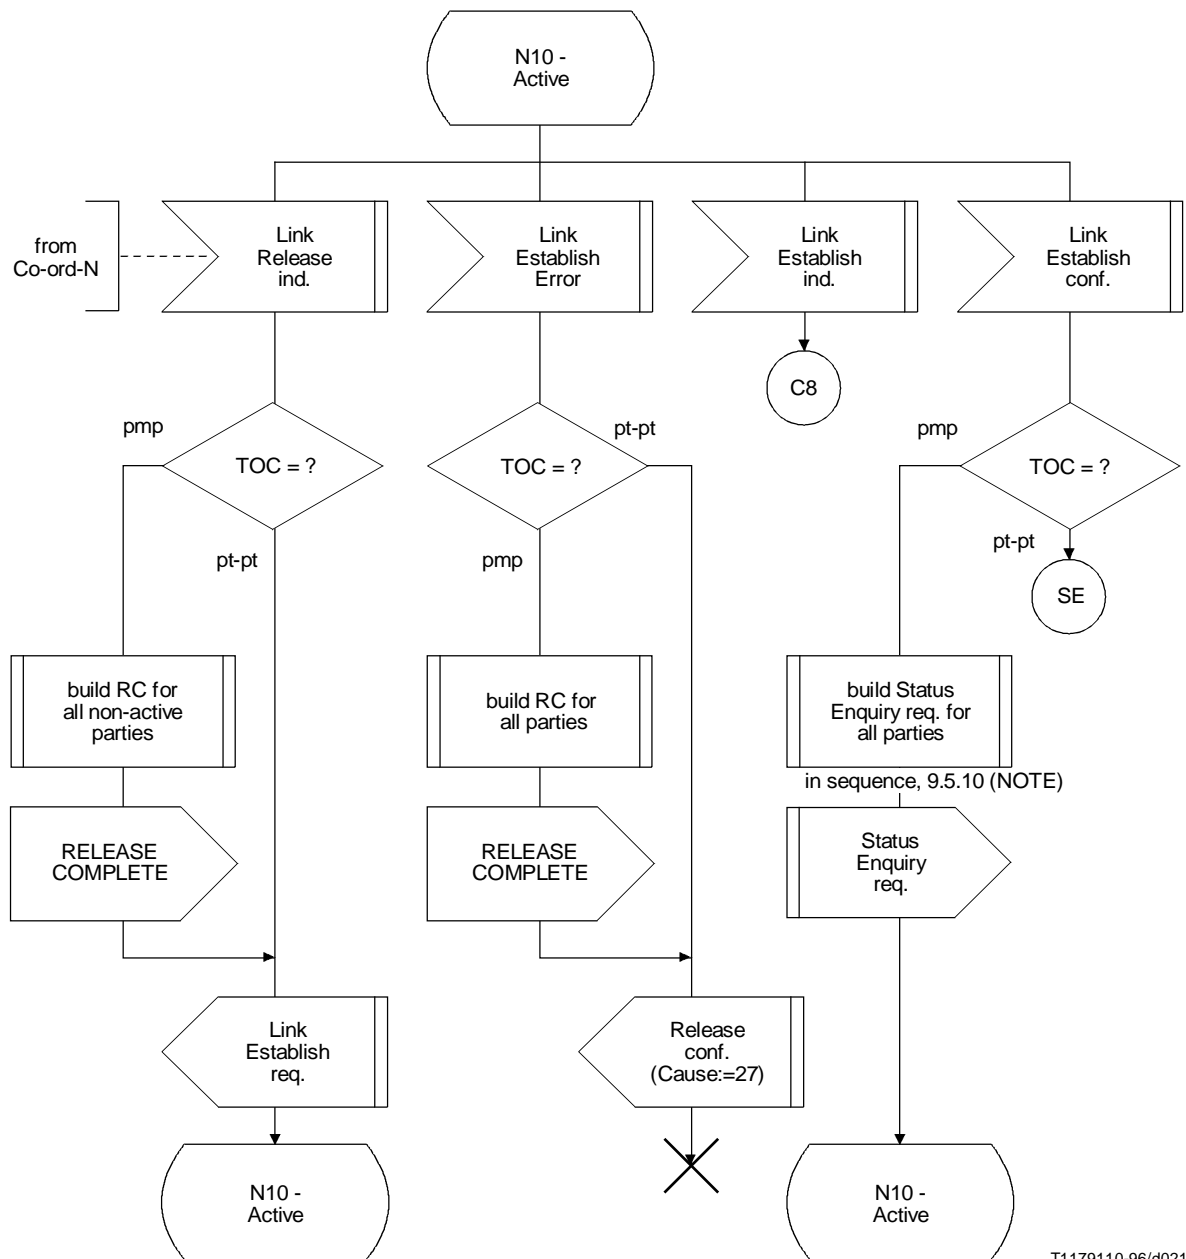 N10 -
Active
from
Co-ord-N
Link
Release
ind.
Link
Establish
Error
Link
Establish
ind.
Link
Establish
conf.
C8
pmp
TOC = ?
pt-pt
TOC = ?
pt-pt
pmp
pmp
TOC = ?
pt-pt
SE
build RC for
all non-active
parties
build RC for
all parties
build Status
Enquiry req. for
all parties
in sequence, 9.5.10 (NOTE)
RELEASE
COMPLETE
RELEASE
COMPLETE
Status
Enquiry
req.
Link
Establish
req.
Release
conf.
(Cause:=27)
N10 -
Active
N10 -
Active
T1179110-96/d021